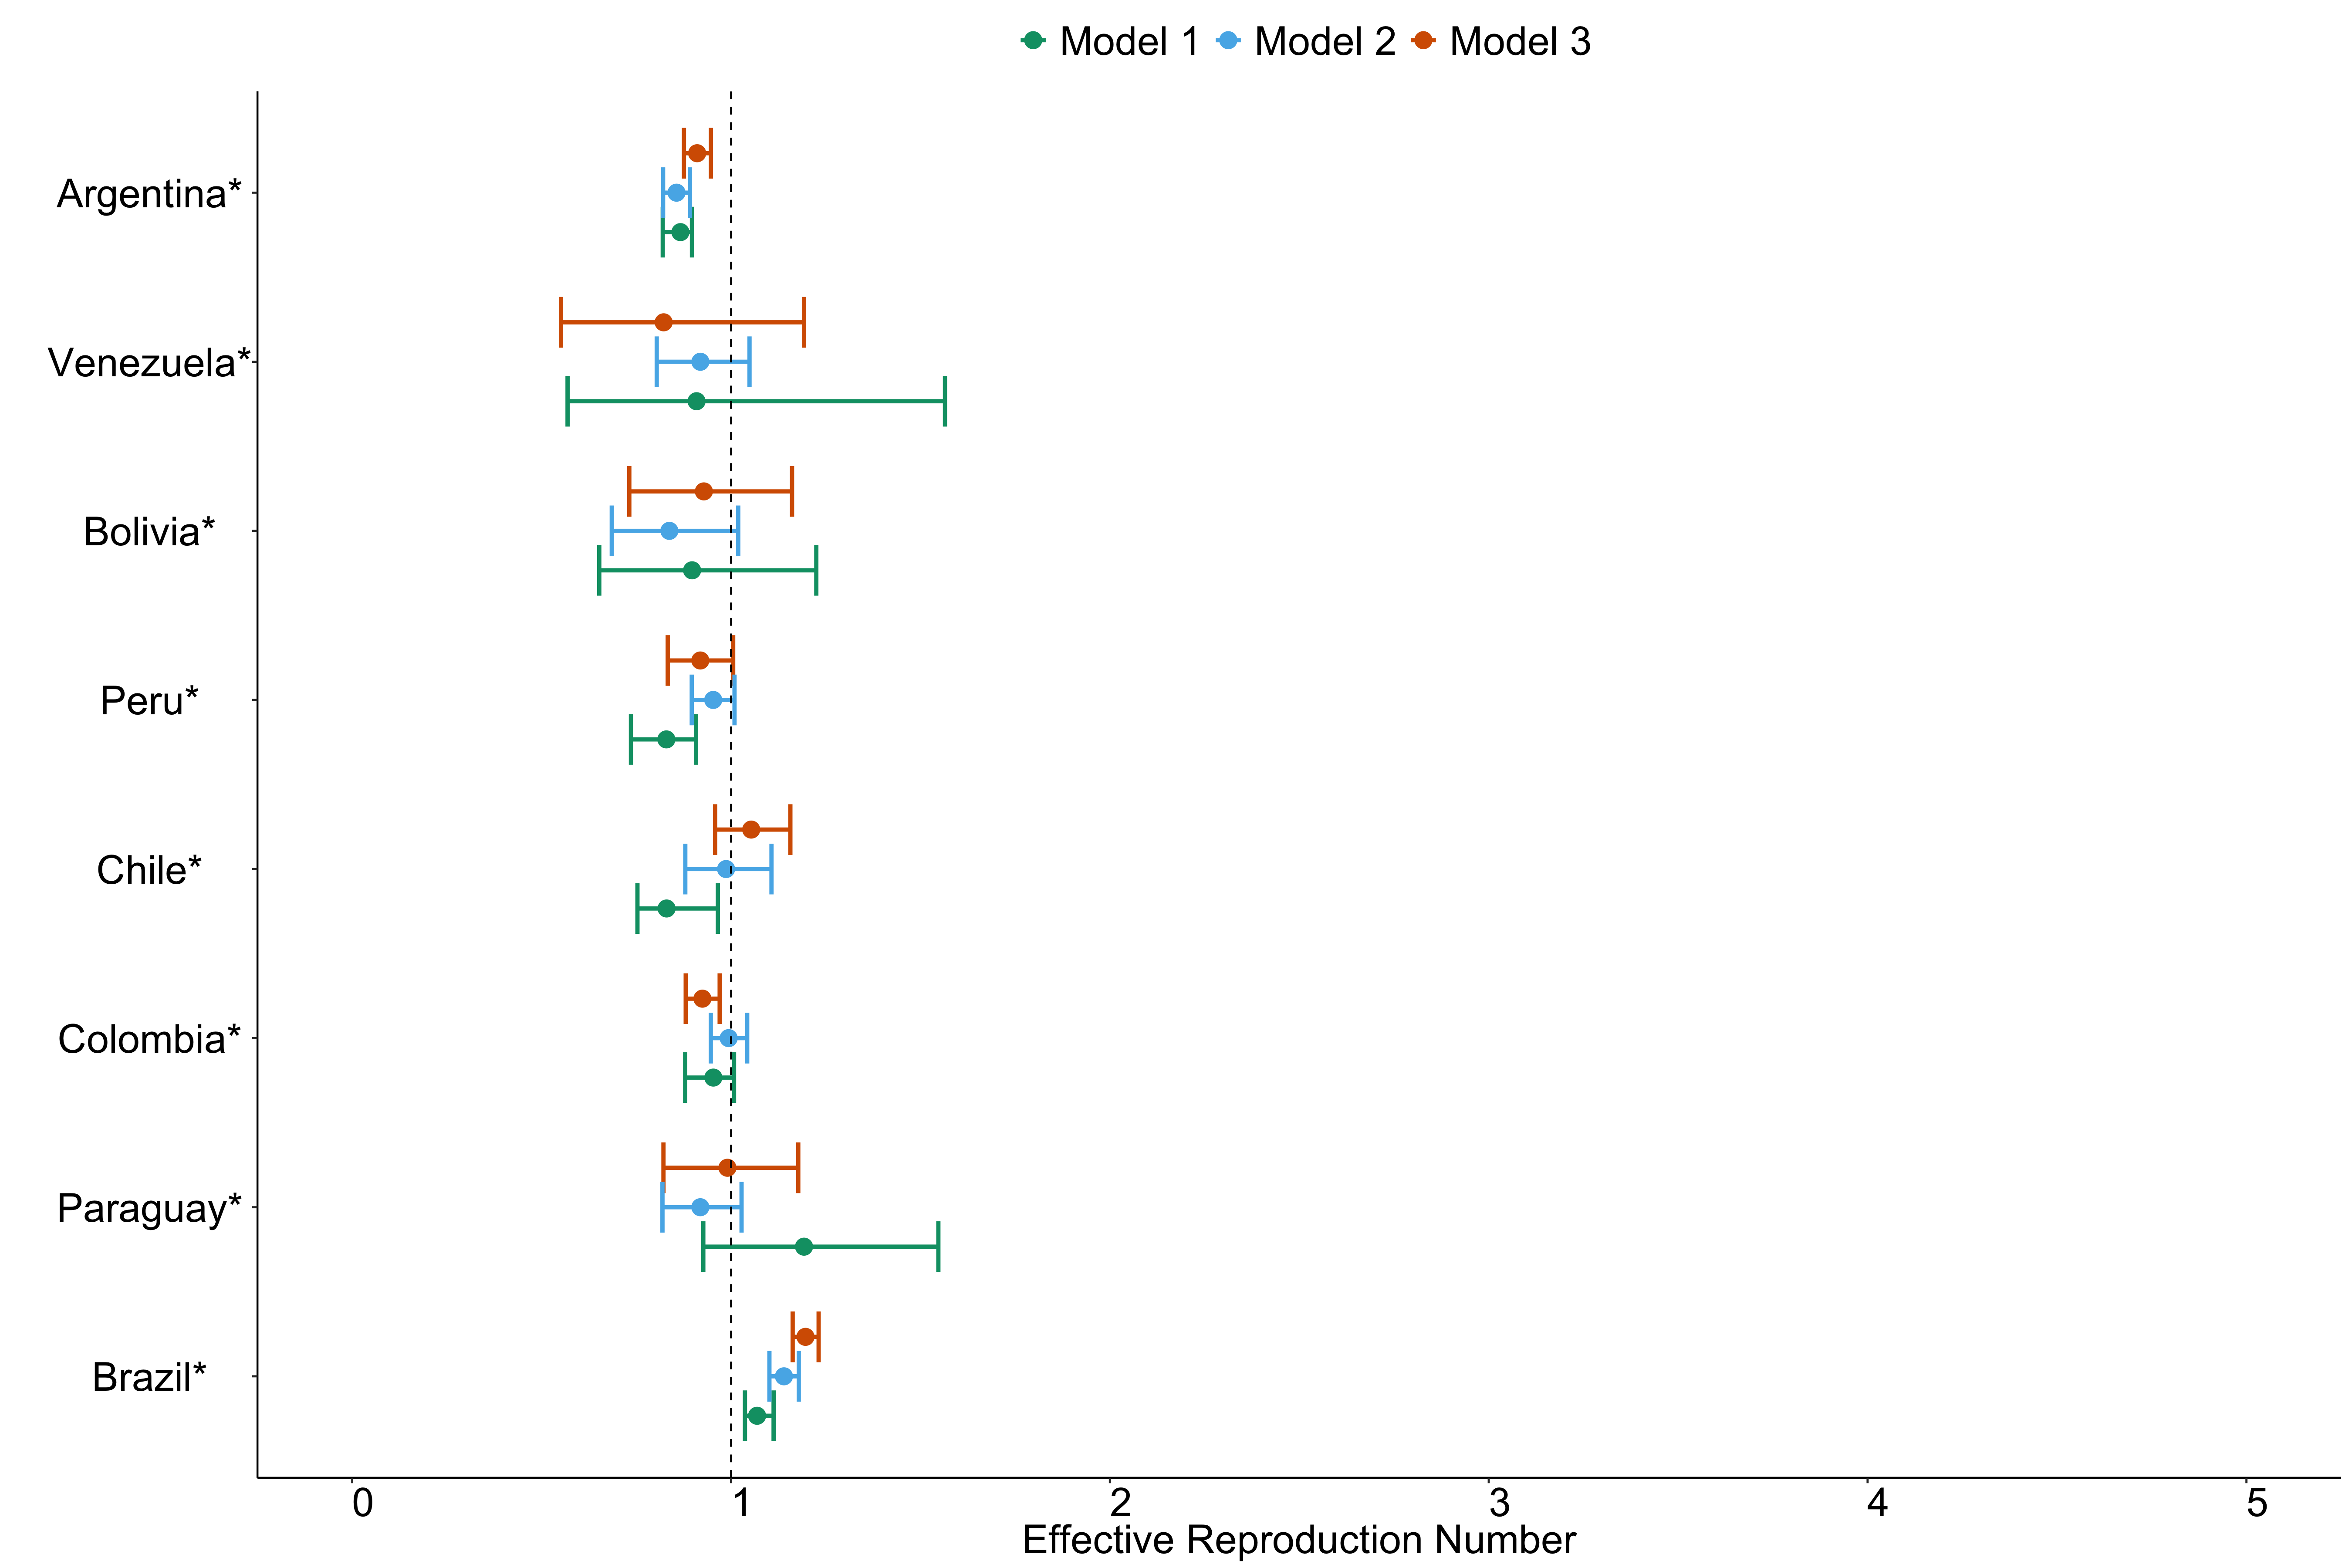 Model 1 Model 2 Model 3
Argentina*
Venezuela*
Bolivia*
Peru*
Chile*
Colombia*
Paraguay*
Brazil*
0 1 2 3 4 5
Effective Reproduction Number